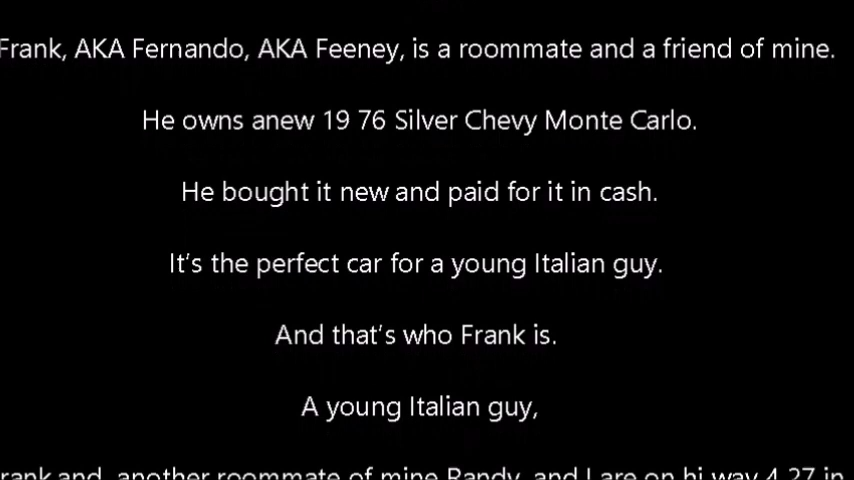 Frank, AKA Fernando, AKA Feeney, is a roommate and a friend of mine.
He owns anew 19 76 Silver Chevy Monte Carlo.
He bought it new and paid for it in cash.
It's the perfect car for a young Italian guy.
And that's who Frank is.
A young Italian guy,
rank and another roommate of mine Randy, and I are on hi way 4 27 in